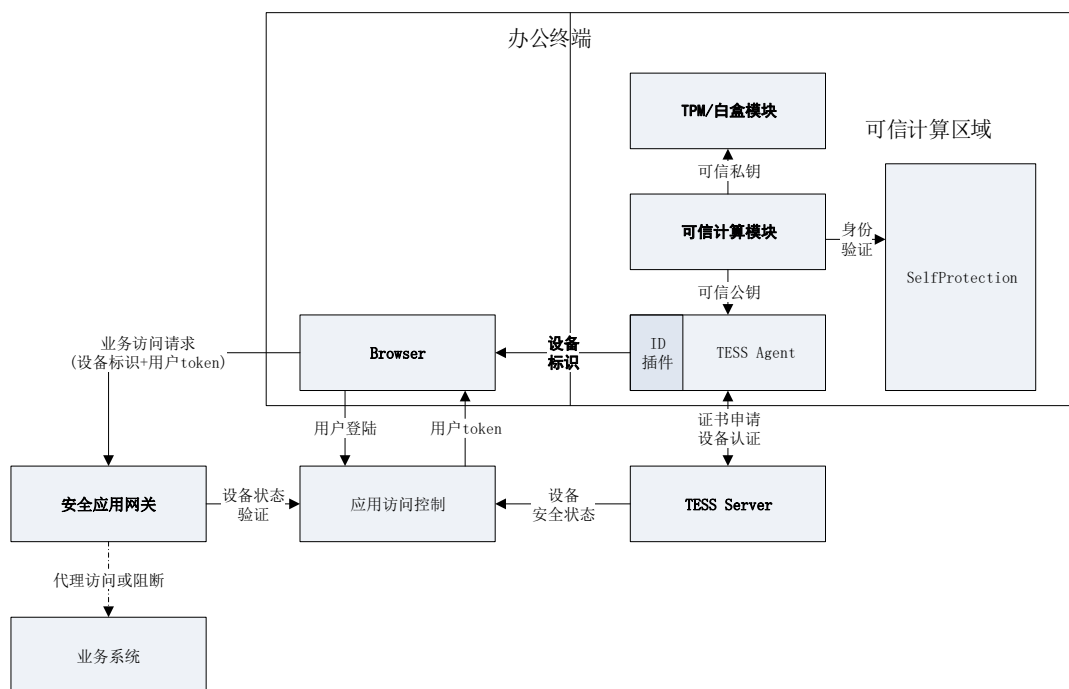 办公终端
TPM/白盒模块
可信计算区域
可信私钥
可信计算模块
身份
验证
SelfProtection
可信公钥
业务访问请求
(设备标识+用户token)
Browser
设备
标识
ID
插件
TESS Agent
用户登陆
用户token
证书申请
设备认证
安全应用网关
设备状态
验证
应用访问控制
设备
安全状态
TESS Server
代理访问或阻断
业务系统